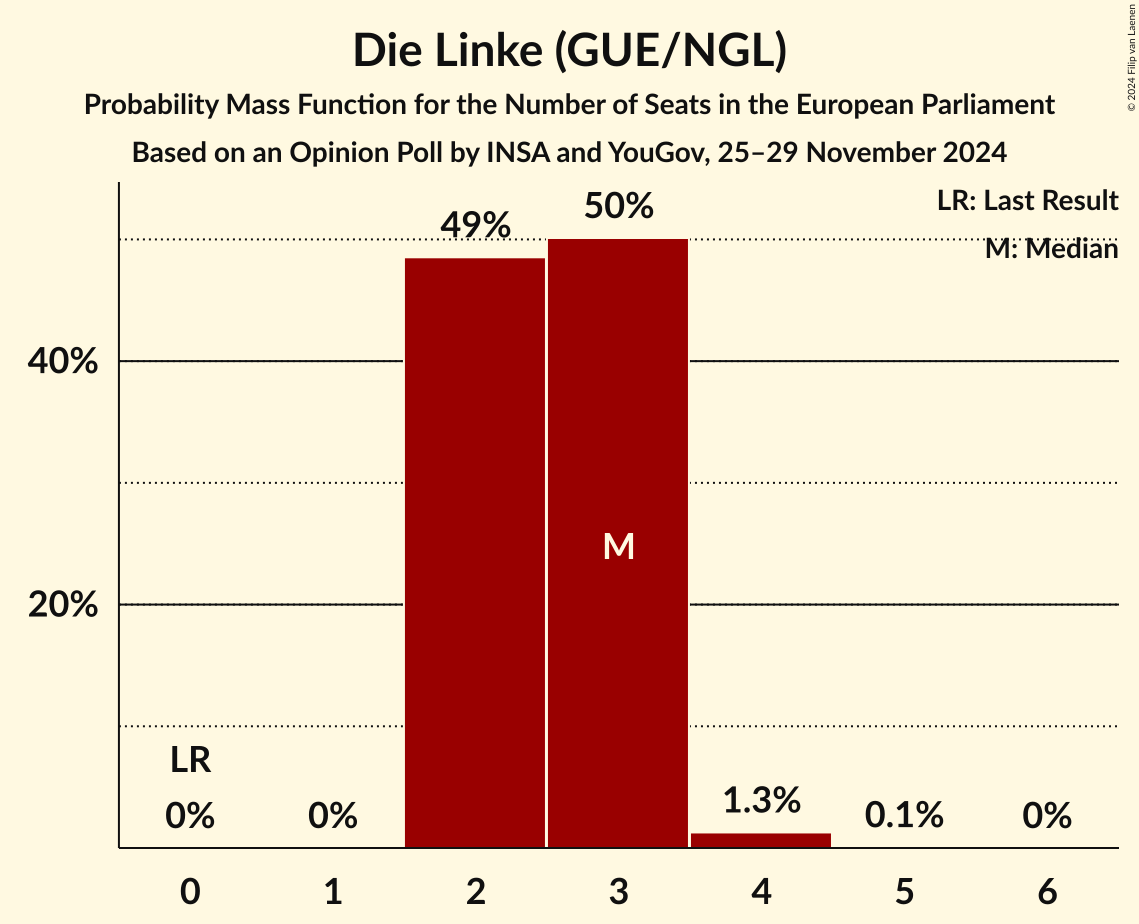 Die Linke (GUE/NGL)
Probability Mass Function for the Number of Seats in the European Parliament
Based on an Opinion Poll by INSA and YouGov, 25–29 November 2024
© 2024 Filip van Laenen
LR: Last Result
M: Median
49%
50%
40%
M
20%
LR
0%
0%
1.3%
0.1%
0%
0
1
2
3
4
5
6